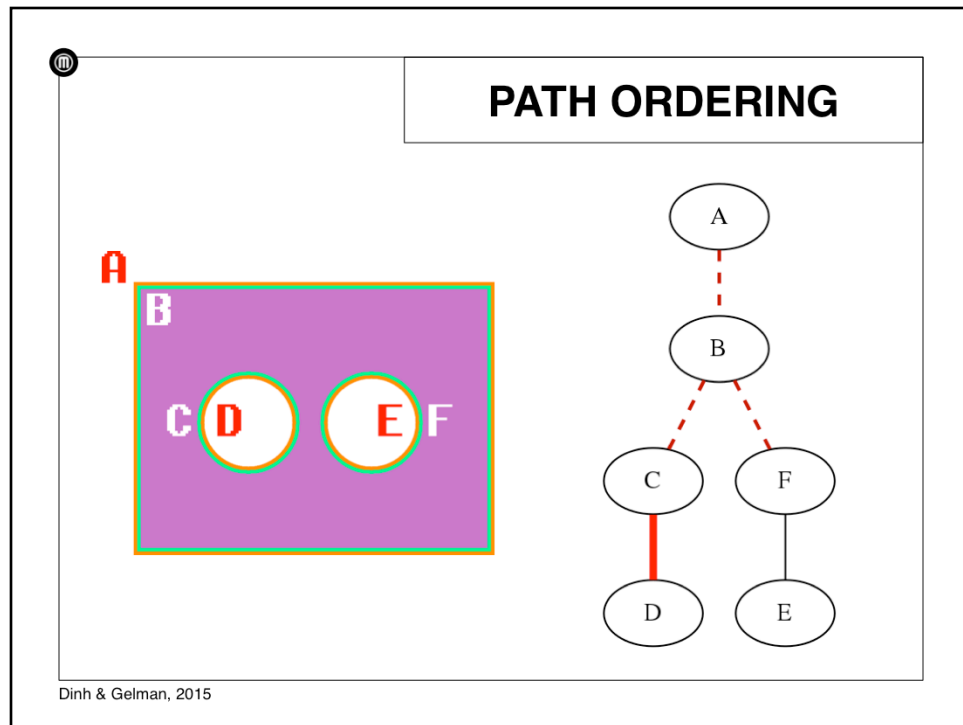 m
PATH ORDERING
A
B
C D E F
A
B
C F
D E
Dinh & Gelman, 2015